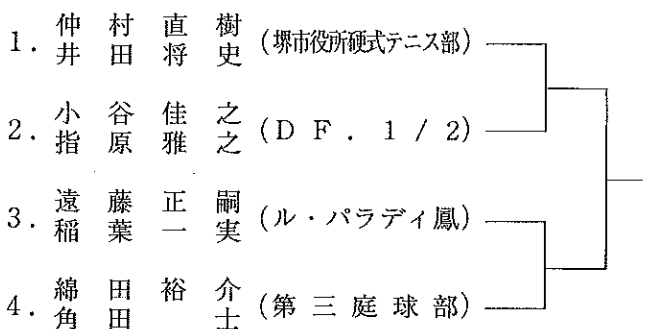 仲村直樹
1. (堺市役所硬式テニス部)
井田将史
小谷佳之
2. (DF. 1/2)
指原雅之
遠藤正嗣
3. (ル・パラディ鳳)
稲葉一実
綿田裕介
4. (第三庭球部)
角田士